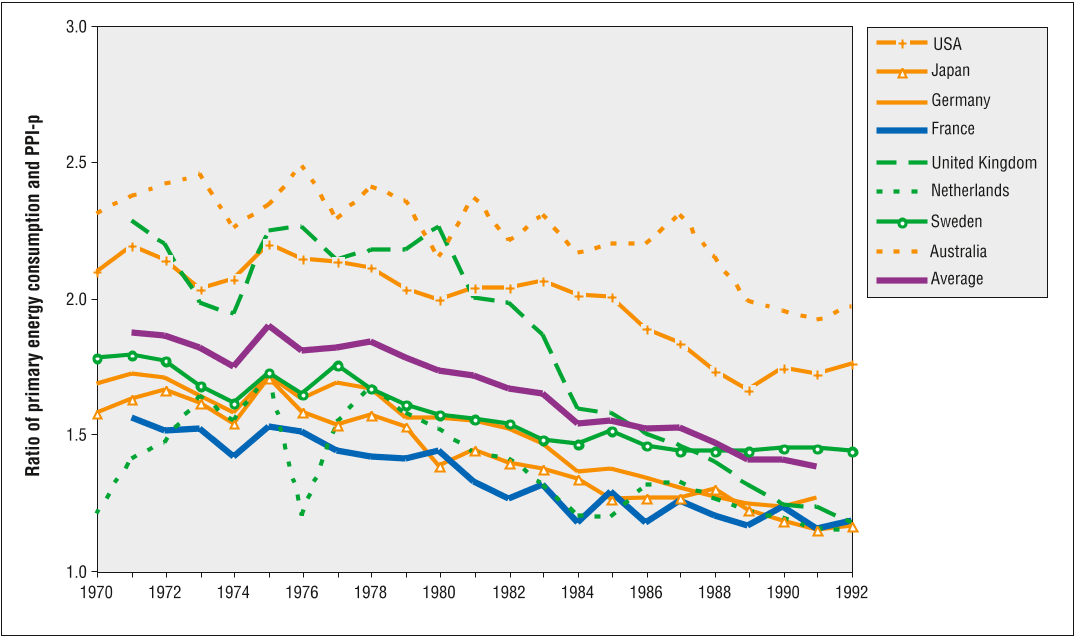 Ratio of primary energy consumption and PPI-p
3.0
2.5
2.0
1.5
1.0
1970 1972 1974 1976 1978 1980 1982 1984 1986 1988 1990 1992
USA
Japan
Germany
France
United Kingdom
Netherlands
Sweden
Australia
Average